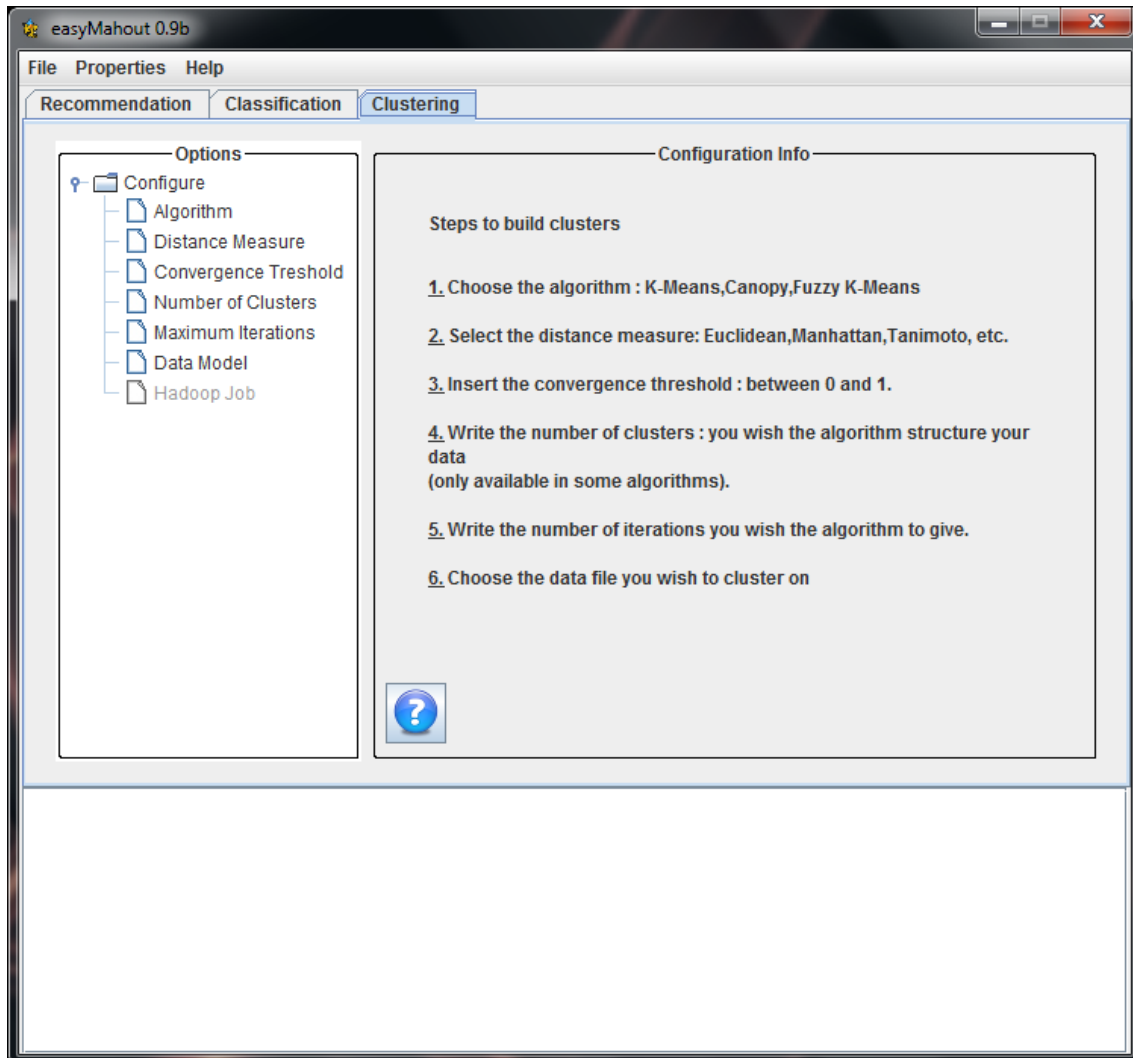 easyMahout 0.9b
File Properties Help
Recommendation Classification Clustering
Options
Configure
Algorithm
Distance Measure
Convergence Treshold
Number of Clusters
Maximum Iterations
Data Model
Hadoop Job
Configuration Info
Steps to build clusters
1. Choose the algorithm : K-Means,Canopy,Fuzzy K-Means
2. Select the distance measure: Euclidean,Manhattan,Tanimoto, etc.
3. Insert the convergence threshold : between 0 and 1.
4. Write the number of clusters : you wish the algorithm structure your
data
(only available in some algorithms).
5. Write the number of iterations you wish the algorithm to give.
6. Choose the data file you wish to cluster on
?